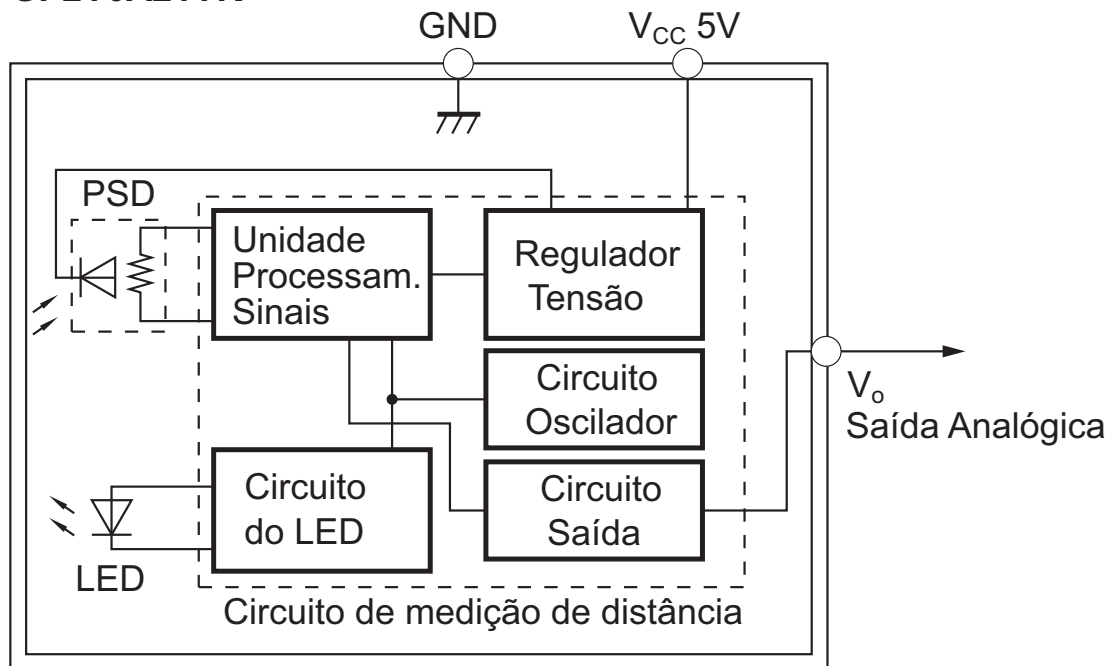 GND
V_CC 5V
PSD
Unidade
Processam.
Sinais
Regulador
Tensão
Circuito
Oscilador
V_o
Saída Analógica
Circuito
do LED
Circuito
Saída
LED
Circuito de medição de distância